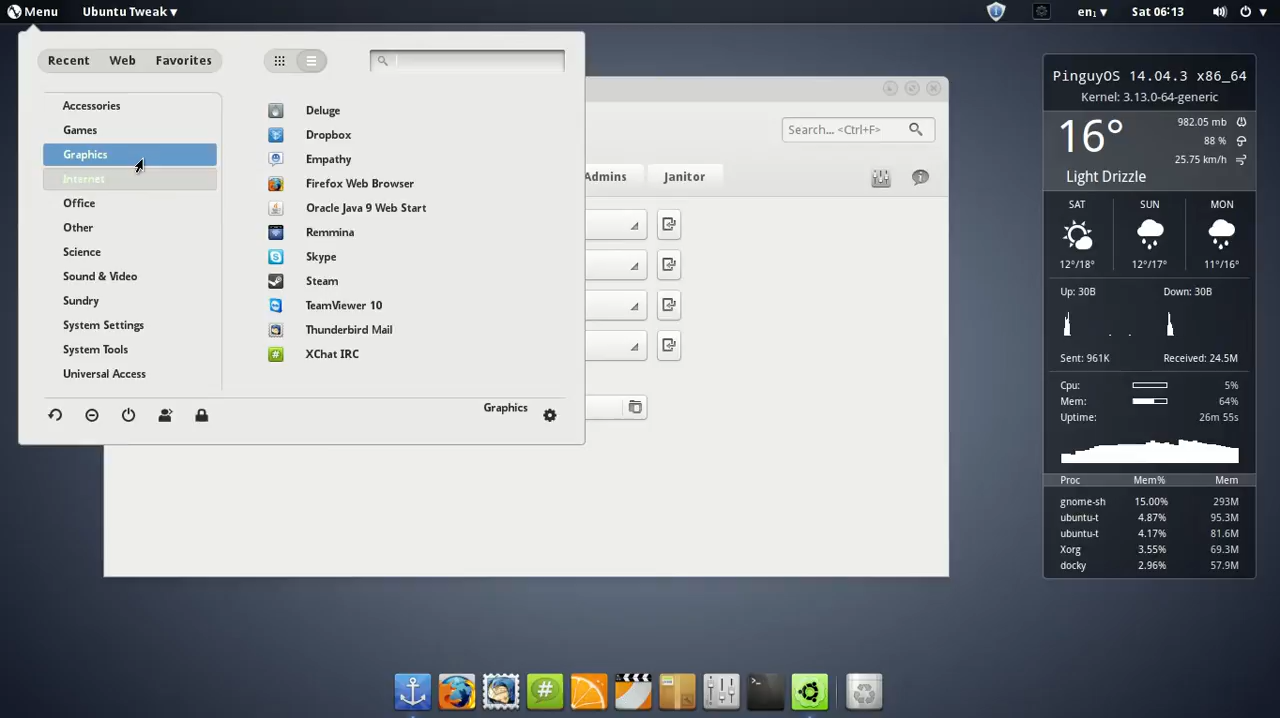 Menu
Ubuntu Tweak
en₁
Sat 06:13
Recent Web Favorites
Accessories
Games
Graphics
Internet
Office
Other
Science
Sound & Video
Sundry
System Settings
System Tools
Universal Access
Deluge
Dropbox
Empathy
Firefox Web Browser
Oracle Java 9 Web Start
Remmina
Skype
Steam
TeamViewer 10
Thunderbird Mail
XChat IRC
Graphics
Search... <Ctrl+F>
Admins Janitor
PinguyOS 14.04.3 x86_64
Kernel: 3.13.0-64-generic
16°
982.05 mb
88 %
25.75 km/h
Light Drizzle
SAT SUN MON
12°/18° 12°/17° 11°/16°
Up: 30B Down: 30B
Sent: 961K Received: 24.5M
Cpu: 5%
Mem: 64%
Uptime: 26m 55s
Proc Mem% Mem
gnome-sh 15.00% 293M
ubuntu-t 4.87% 95.3M
ubuntu-t 4.17% 81.6M
Xorg 3.55% 69.3M
docky 2.96% 57.9M